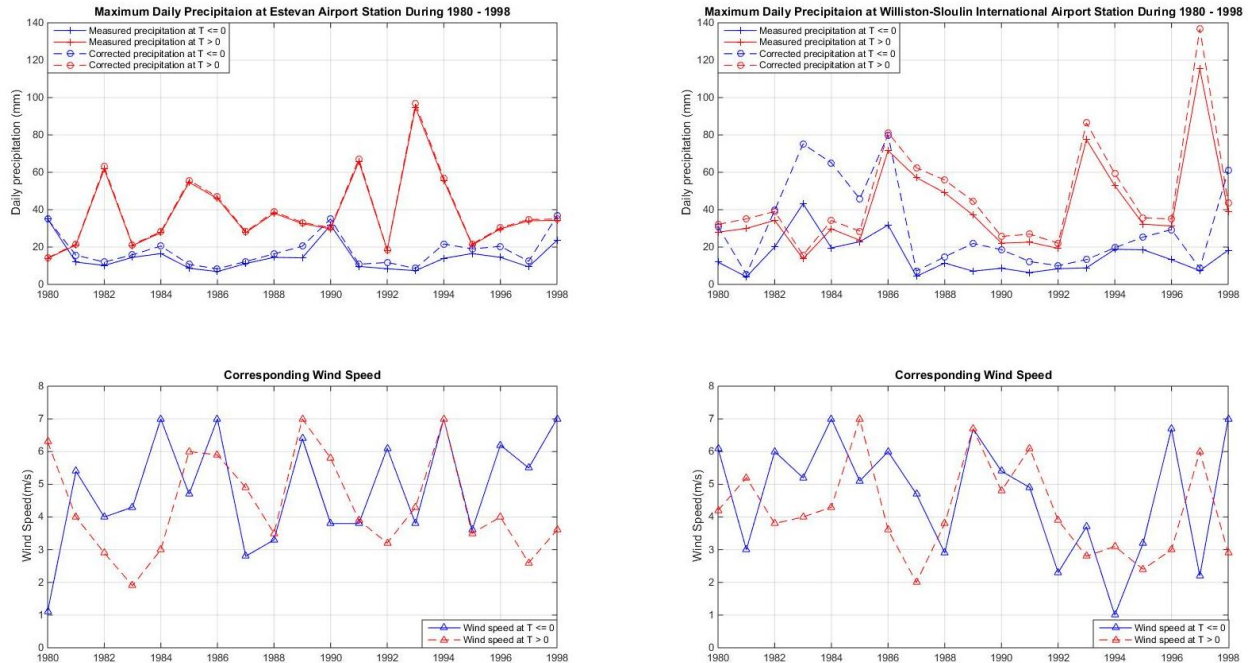 Maximum Daily Precipitation at Estevan Airport Station During 1980 - 1998
Measured precipitation at T <= 0
Measured precipitation at T > 0
Corrected precipitation at T <= 0
Corrected precipitation at T > 0
Daily precipitation (mm)
140
120
100
80
60
40
20
0
1980 1982 1984 1986 1988 1990 1992 1994 1996 1998
Maximum Daily Precipitaion at Williston-Sloulin International Airport Station During 1980 - 1998
Measured precipitation at T <= 0
Measured precipitation at T > 0
Corrected precipitation at T <= 0
Corrected precipitation at T > 0
Daily precipitation (mm)
140
120
100
80
60
40
20
0
1980 1982 1984 1986 1988 1990 1992 1994 1996 1998
Corresponding Wind Speed
Wind Speed(m/s)
8
7
6
5
4
3
2
1
0
Wind speed at T <= 0
Wind speed at T > 0
1980 1982 1984 1986 1988 1990 1992 1994 1996 1998
Corresponding Wind Speed
Wind Speed(m/s)
8
7
6
5
4
3
2
1
0
Wind speed at T <= 0
Wind speed at T > 0
1980 1982 1984 1986 1988 1990 1992 1994 1996 1998